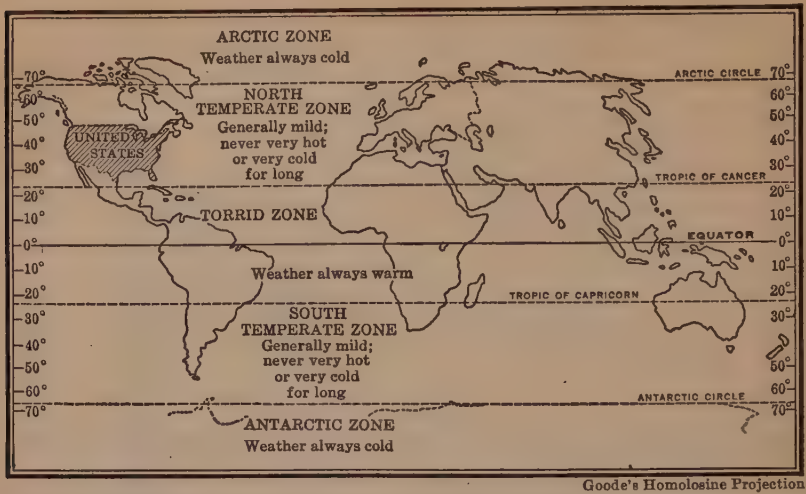 ARCTIC ZONE
Weather always cold
70°
ARCTIC CIRCLE
70°
60°
NORTH
TEMPERATE ZONE
60°
50°
Generally mild;
never very hot
or very cold
for long
50°
40°
UNITED
STATES
40°
30°
30°
TROPIC OF CANCER
20°
20°
TORRID ZONE
10°
10°
EQUATOR
0°
0°
10°
Weather always warm
10°
20°
TROPIC OF CAPRICORN
20°
30°
SOUTH
TEMPERATE ZONE
30°
40°
Generally mild;
never very hot
or very cold
for long
40°
50°
50°
60°
60°
70°
ANTARCTIC CIRCLE
70°
ANTARCTIC ZONE
Weather always cold
Goode's Homolosine Projection